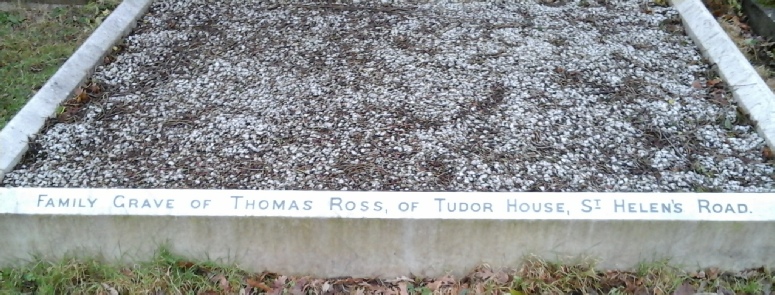 FAMILY GRAVE OF THOMAS ROSS, OF TUDOR HOUSE, ST HELEN'S ROAD.